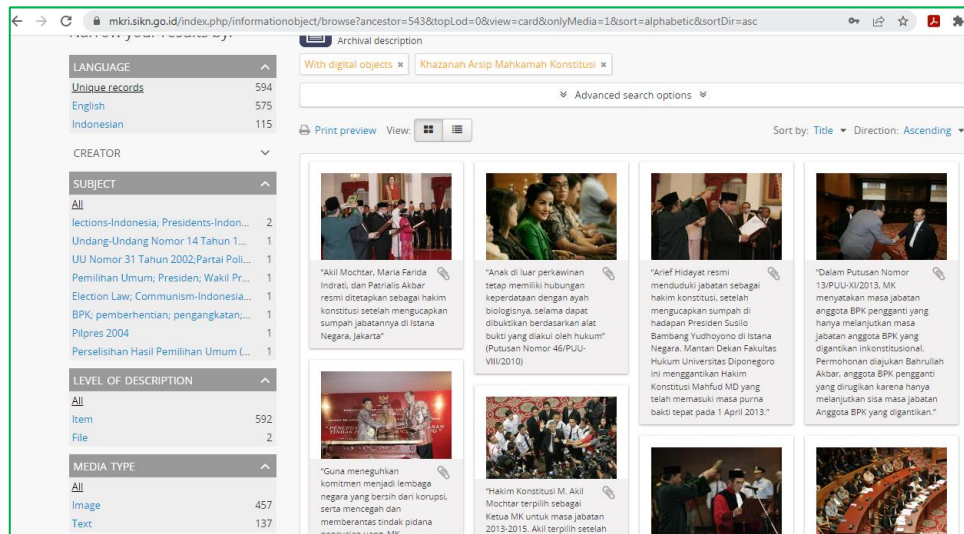 mkri.sikn.go.id/index.php/informationobject/browse?ancestor=543&topLod=0&view=card&onlyMedia=1&sort=alphabetic&sortDir=asc
Narrow your results by:
LANGUAGE
Unique records 594
English 575
Indonesian 115
CREATOR
SUBJECT
All
lections-Indonesia; Presidents-Indon... 2
Undang-Undang Nomor 14 Tahun 1... 1
UU Nomor 31 Tahun 2002;Partai Poli... 1
Pemilihan Umum; Presiden; Wakil Pr... 1
Election Law; Communism-Indonesia... 1
BPK; pemberhentian; pengangkatan;... 1
Pilpres 2004 1
Perselisihan Hasil Pemilihan Umum (... 1
LEVEL OF DESCRIPTION
All
Item 592
File 2
MEDIA TYPE
All
Image 457
Text 137
Archival description
With digital objects × Khazanah Arsip Mahkamah Konstitusi ×
Advanced search options
Print preview View: Sort by: Title Direction: Ascending
"Akil Mochtar, Maria Farida
Indrati, dan Patrialis Akbar
resmi ditetapkan sebagai hakim
konstitusi setelah mengucapkan
sumpah jabatannya di Istana
Negara, Jakarta"
"Anak di luar perkawinan
tetap memiliki hubungan
keperdataan dengan ayah
biologisnya, selama dapat
dibuktikan berdasarkan alat
bukti yang diakui oleh hukum"
(Putusan Nomor 46/PUU-
VIII/2010)
"Arief Hidayat resmi
menduduki jabatan sebagai
hakim konstitusi, setelah
mengucapkan sumpah di
hadapan Presiden Susilo
Bambang Yudhoyono di Istana
Negara. Mantan Dekan Fakultas
Hukum Universitas Diponegoro
ini menggantikan Hakim
Konstitusi Mahfud MD yang
telah memasuki masa purna
bakti tepat pada 1 April 2013."
"Dalam Putusan Nomor
13/PUU-XI/2013, MK
menyatakan masa jabatan
anggota BPK pengganti yang
hanya melanjutkan masa
jabatan anggota BPK yang
digantikan inkonstitusional.
Permohonan diajukan Bahrullah
Akbar, anggota BPK pengganti
yang dirugikan karena hanya
melanjutkan sisa masa jabatan
Anggota BPK yang digantikan."
"Guna meneguhkan
komitmen menjadi lembaga
negara yang bersih dari korupsi,
serta mencegah dan
memberantas tindak pidana
"Hakim Konstitusi M. Akil
Mochtar terpilih sebagai
Ketua MK untuk masa jabatan
2013-2015. Akil terpilih setelah